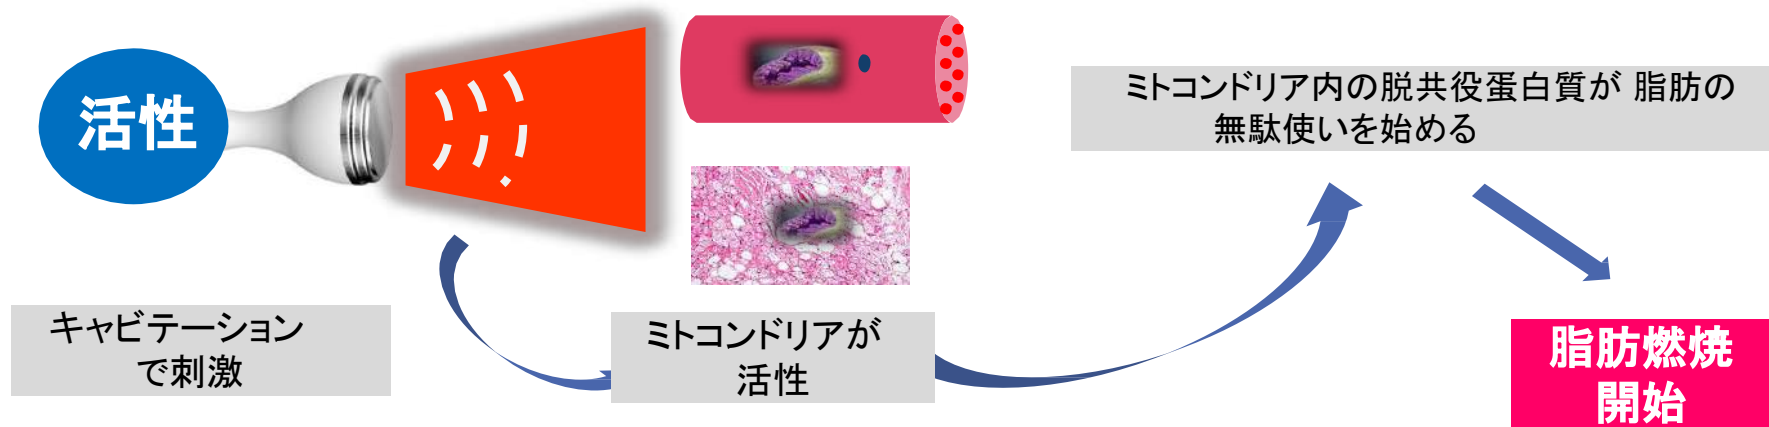 活性
キャビテーション
で刺激
ミトコンドリアが
活性
ミトコンドリア内の脱共役蛋白質が 脂肪の
無駄使いを始める
脂肪燃焼
開始